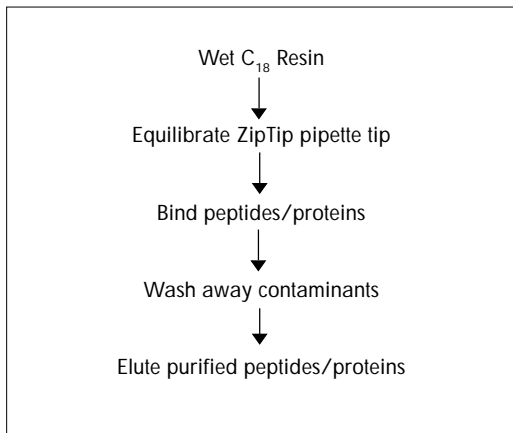 Wet C₁₈ Resin
Equilibrate ZipTip pipette tip
Bind peptides/proteins
Wash away contaminants
Elute purified peptides/proteins